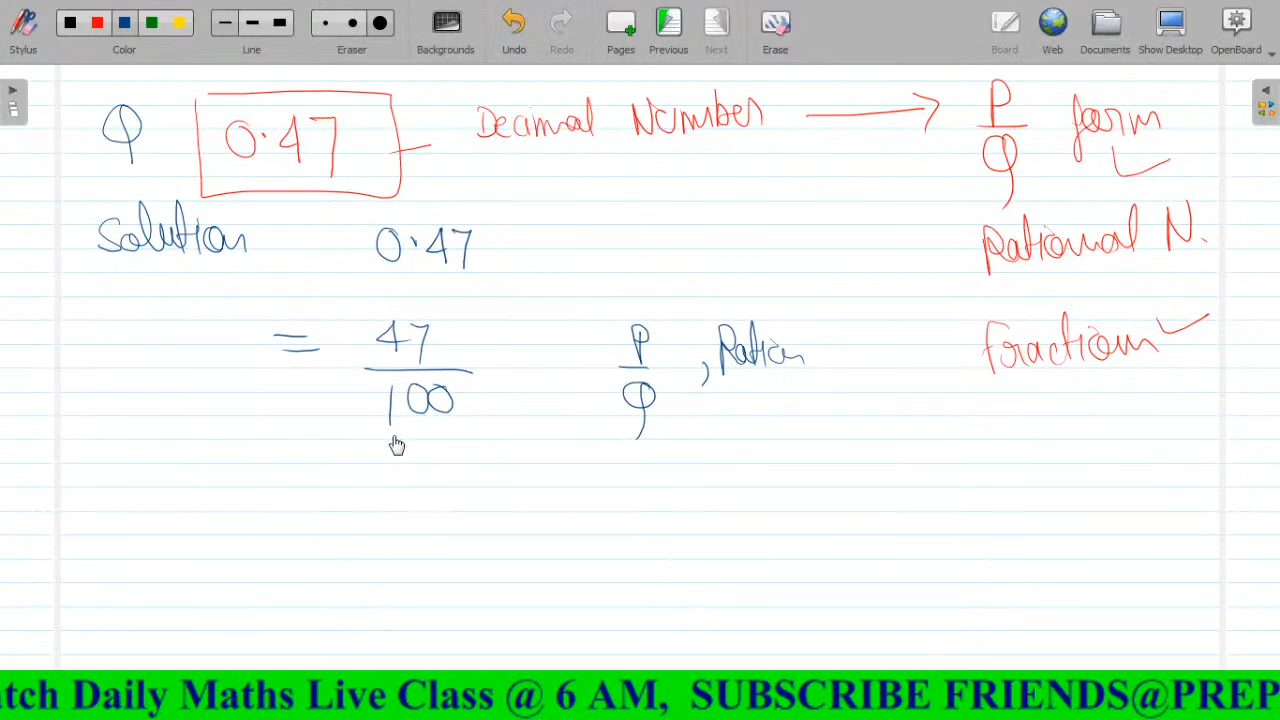 Stylus Color Line Eraser Backgrounds Undo Redo Pages Previous Next Erase Board Web Documents Show Desktop OpenBoard
Q 0.47 Decimal Number → P/Q form
Solution 0.47 Rational N.
= 47/100 P/Q , Ration Fraction
atch Daily Maths Live Class @ 6 AM, SUBSCRIBE FRIENDS@PREP